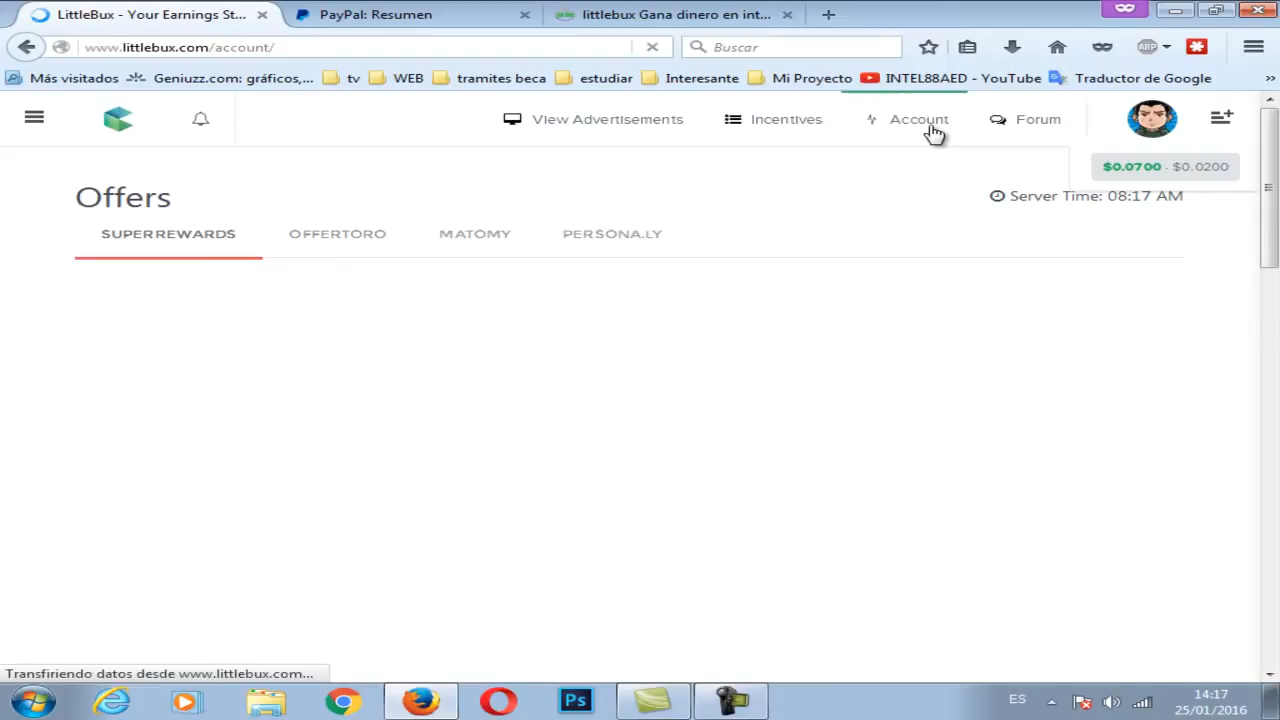 LittleBux - Your Earnings St...
PayPal: Resumen
littlebux Gana dinero en int...
www.littlebux.com/account/
Buscar
ABP
Más visitados
Geniuzz.com: gráficos,...
tv
WEB
tramites beca
estudiar
Interesante
Mi Proyecto
INTEL88AED - YouTube
Traductor de Google
»
View Advertisements
Incentives
Account
Forum
$0.0700 - $0.0200
Offers
Server Time: 08:17 AM
SUPERREWARDS
OFFERTORO
MATOMY
PERSONA.LY
Transfiriendo datos desde www.littlebux.com...
Ps
ES
14:17
25/01/2016